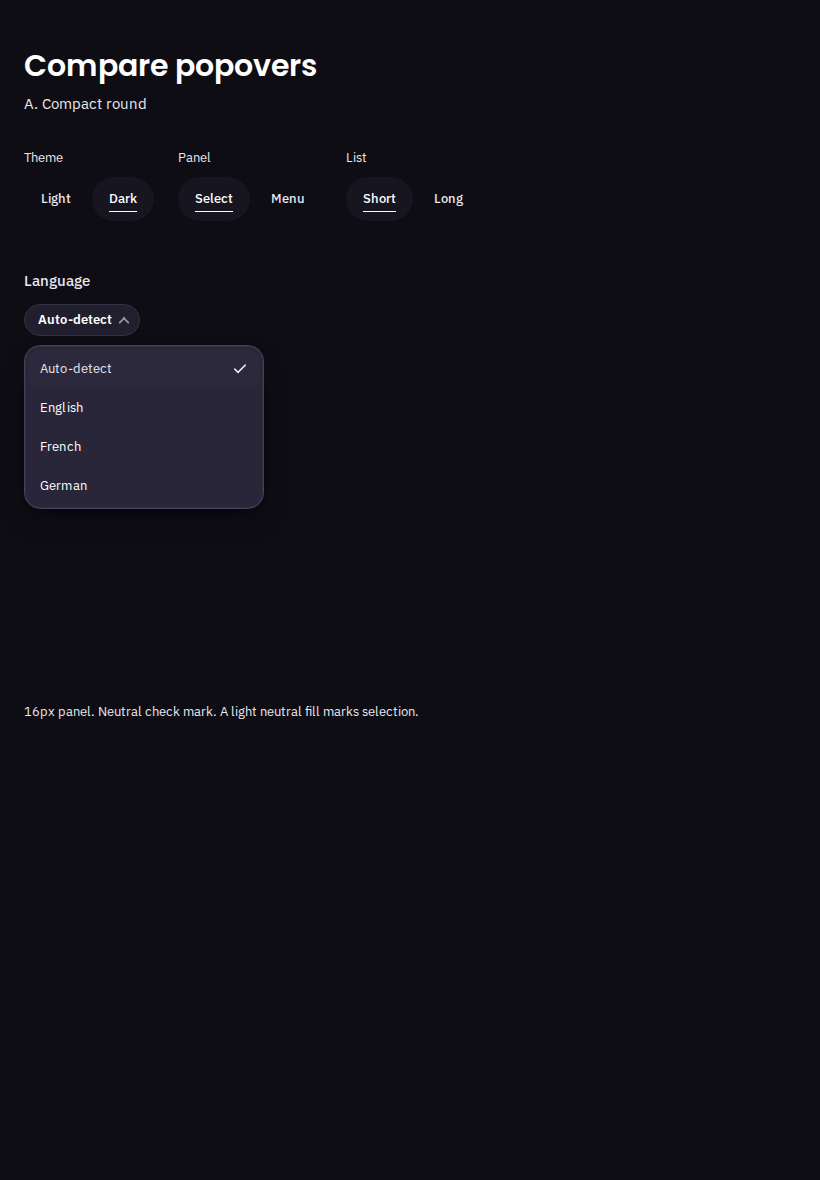 Compare popovers
A. Compact round
Theme Panel List
Light Dark Select Menu Short Long
Language
Auto-detect
Auto-detect
English
French
German
16px panel. Neutral check mark. A light neutral fill marks selection.